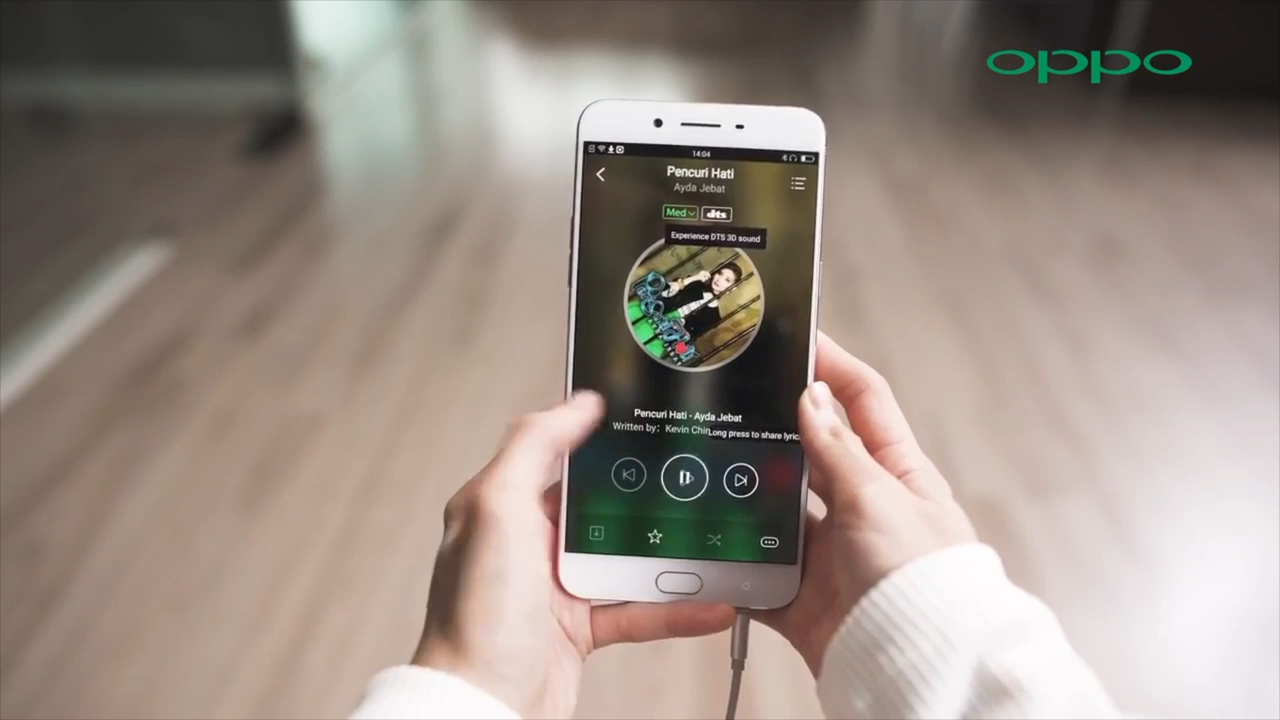 oppo
14:04
Pencuri Hati
Ayda Jebat
Med dts
Experience DTS 3D sound
Pencuri Hati - Ayda Jebat
Written by: Kevin Chin
Long press to share lyric